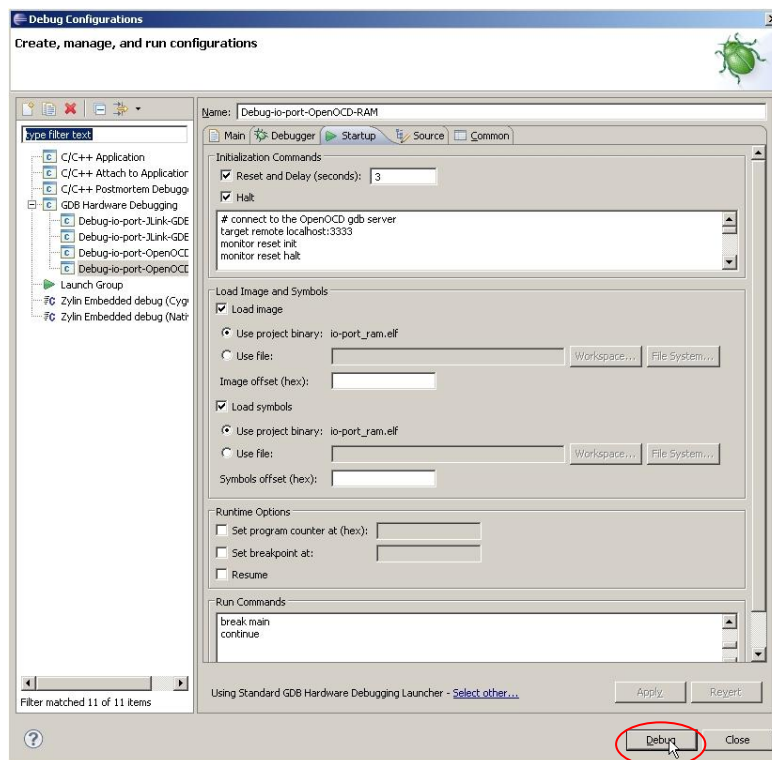 Debug Configurations
Create, manage, and run configurations
type filter text
C/C++ Application
C/C++ Attach to Application
C/C++ Postmortem Debugg
GDB Hardware Debugging
Debug-io-port-JLink-GDE
Debug-io-port-JLink-GDE
Debug-io-port-OpenOCD
Debug-io-port-OpenOCD
Launch Group
Zylin Embedded debug (Cyg
Zylin Embedded debug (Nati
Filter matched 11 of 11 items
Name: Debug-io-port-OpenOCD-RAM
Main Debugger Startup Source Common
Initialization Commands
Reset and Delay (seconds): 3
Halt
# connect to the OpenOCD gdb server
target remote localhost:3333
monitor reset init
monitor reset halt
Load Image and Symbols
Load image
Use project binary: io-port_ram.elf
Use file: Workspace... File System...
Image offset (hex):
Load symbols
Use project binary: io-port_ram.elf
Use file: Workspace... File System...
Symbols offset (hex):
Runtime Options
Set program counter at (hex):
Set breakpoint at:
Resume
Run Commands
break main
continue
Using Standard GDB Hardware Debugging Launcher - Select other...
Apply Revert
? Debug Close